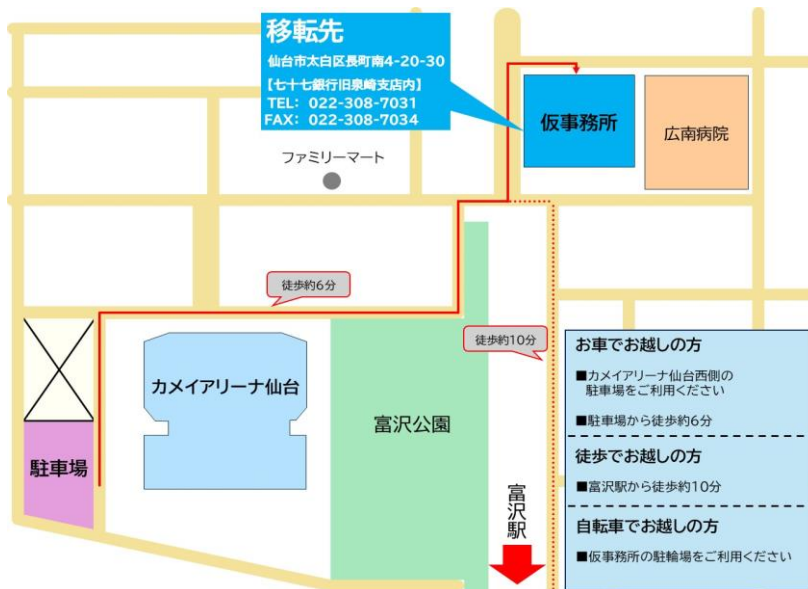 移転先
仙台市太白区長町南4-20-30
【七十七銀行旧泉崎支店内】
TEL: 022-308-7031
FAX: 022-308-7034
仮事務所
広南病院
ファミリーマート
徒歩約6分
徒歩約10分
カメイアリーナ仙台
富沢公園
駐車場
富沢駅
お車でお越しの方
■カメイアリーナ仙台西側の
駐車場をご利用ください
■駐車場から徒歩約6分
徒歩でお越しの方
■富沢駅から徒歩約10分
自転車でお越しの方
■仮事務所の駐輪場をご利用ください